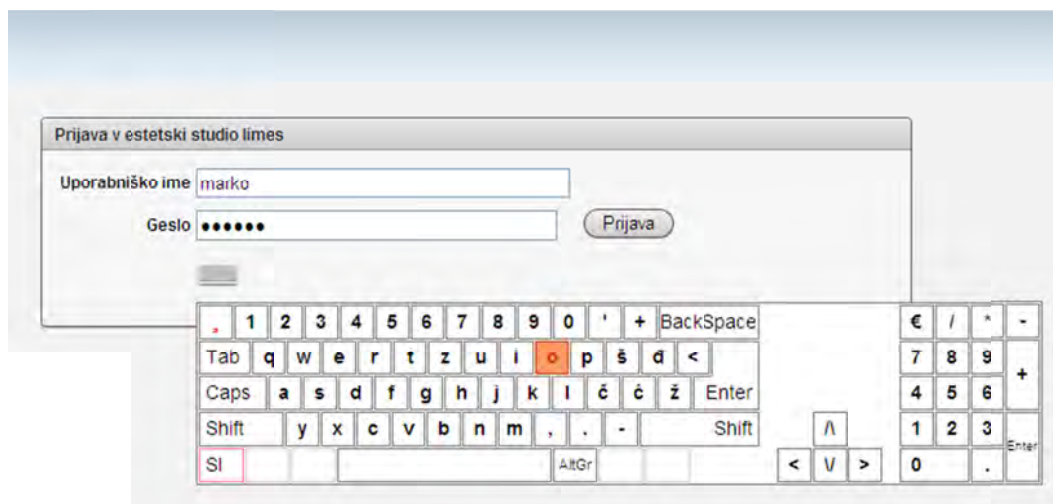 Prijava v estetski studio limes
Uporabniško ime marko
Geslo ●●●●●● Prijava
¸ 1 2 3 4 5 6 7 8 9 0 ' + BackSpace € / * -
Tab q w e r t z u i o p š đ < 7 8 9 +
Caps a s d f g h j k l č ć ž Enter 4 5 6
Shift y x c v b n m , . - Shift /\ 1 2 3 Enter
SI AltGr < \/ > 0 .